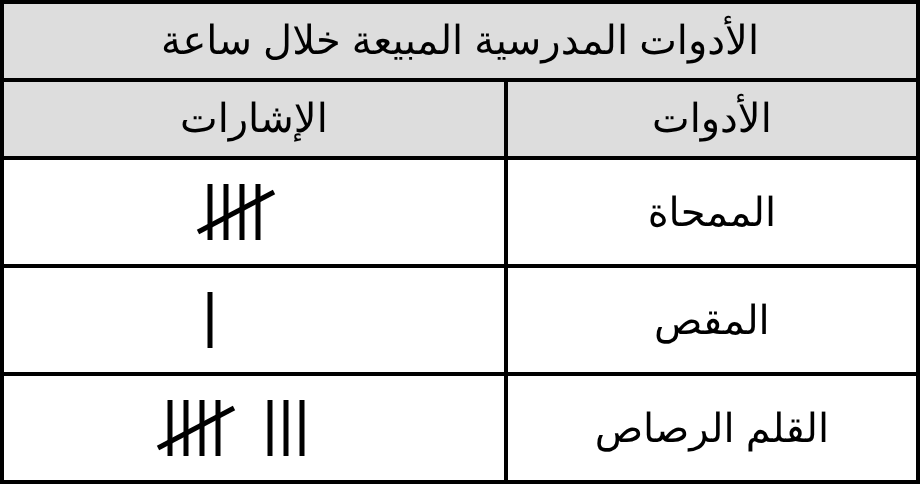 الأدوات المدرسية المبيعة خلال ساعة
الأدوات
الإشارات
الممحاة
المقص
القلم الرصاص